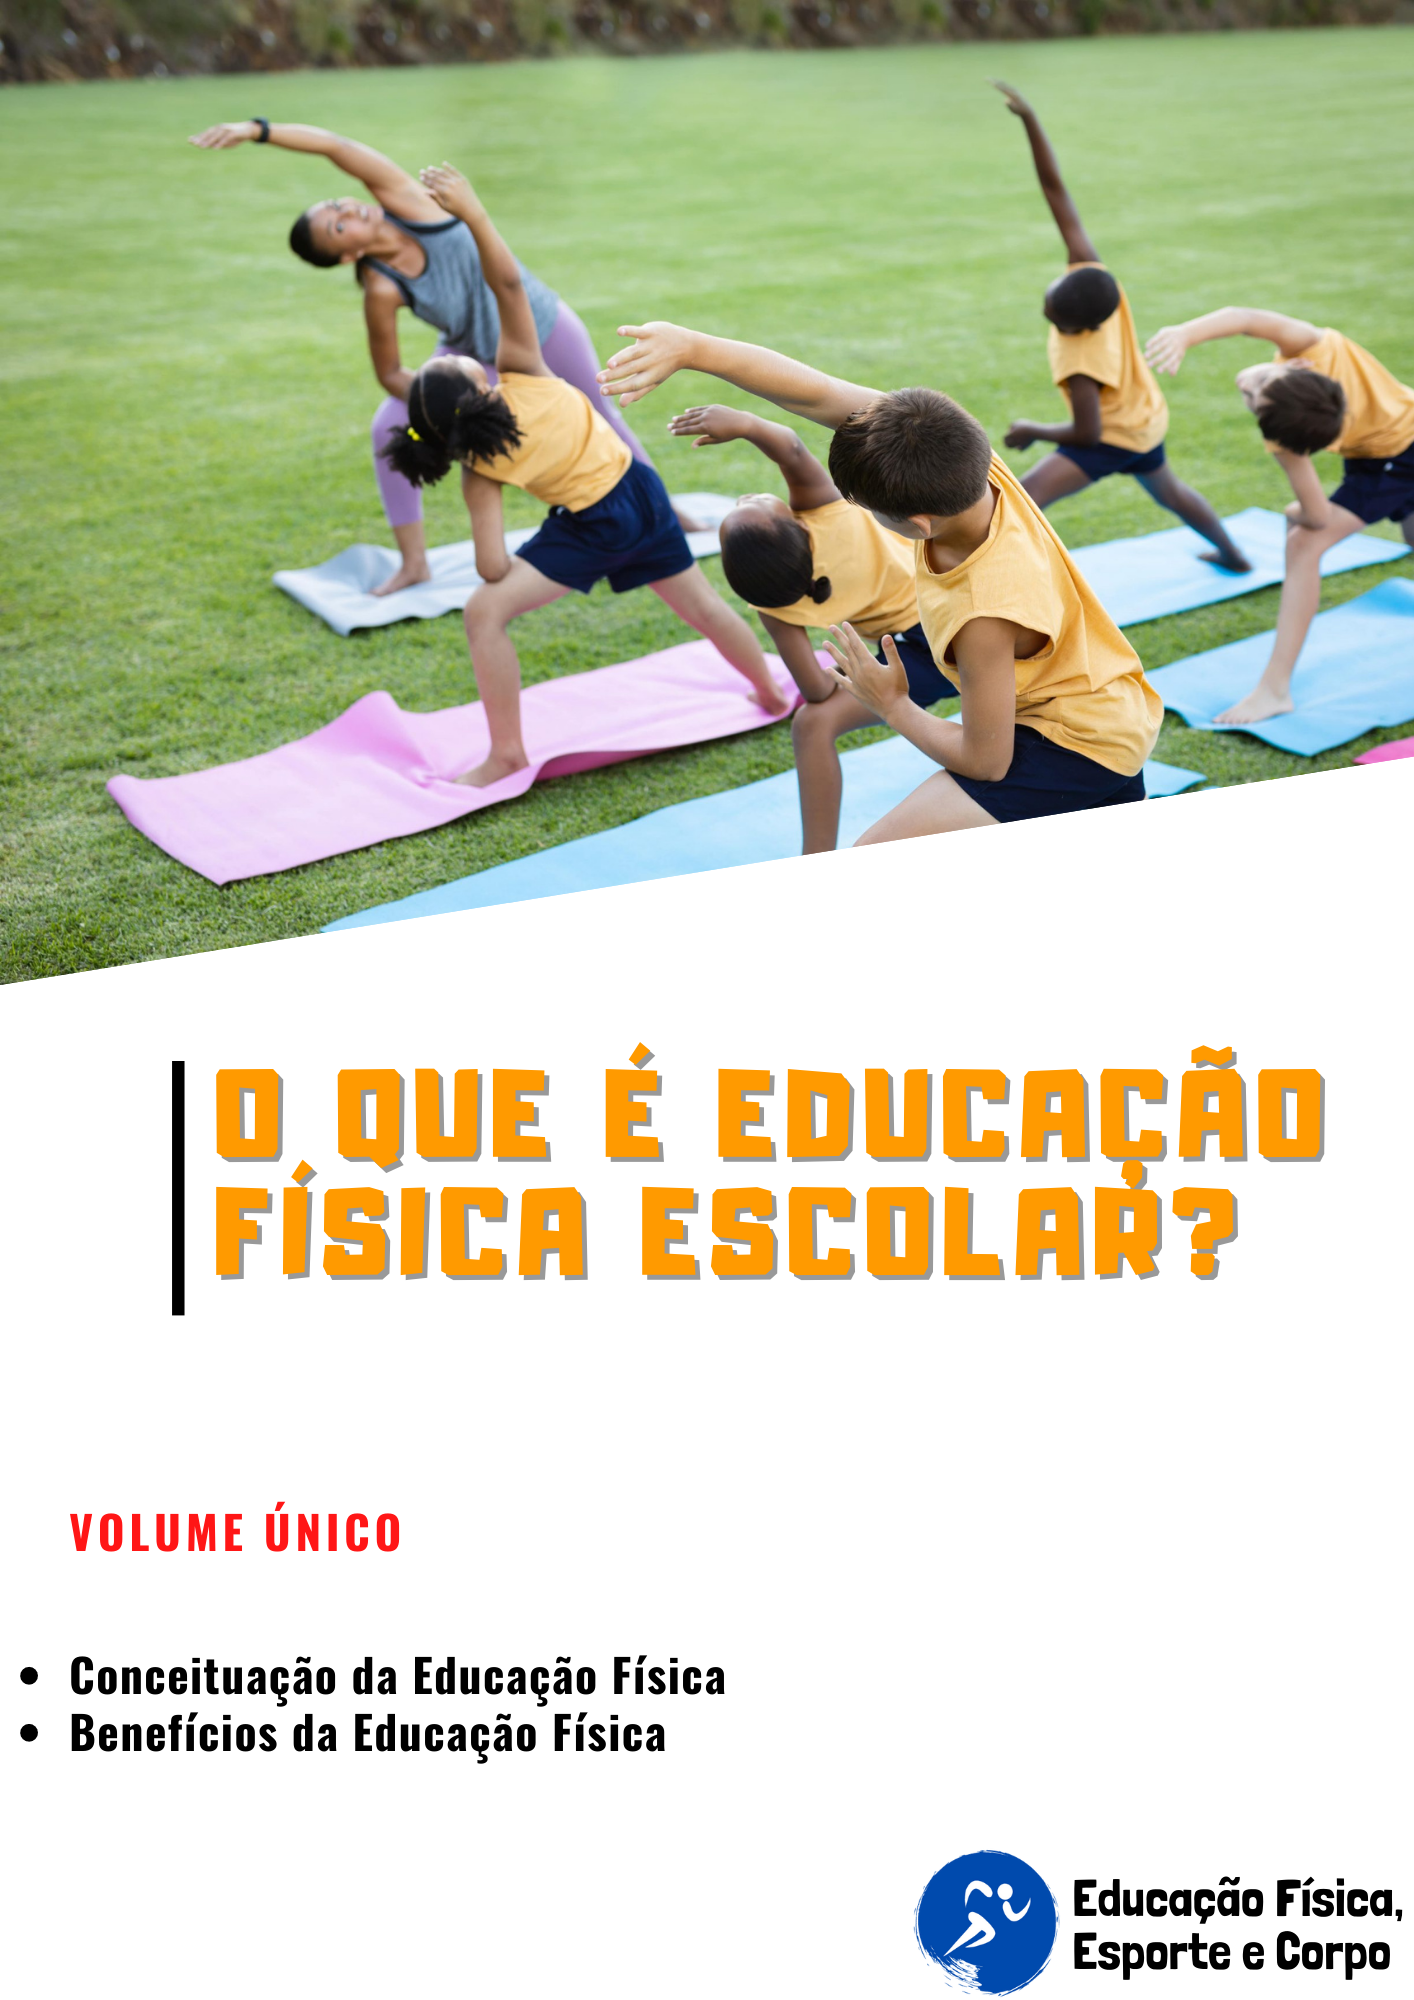 O QUE É EDUCAÇÃO
FÍSICA ESCOLAR?
VOLUME ÚNICO
• Conceituação da Educação Física
• Benefícios da Educação Física
Educação Física,
Esporte e Corpo